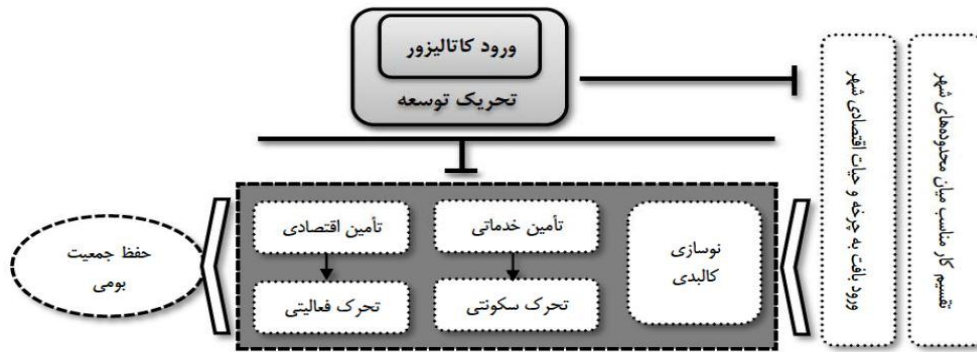 ورود کاتالیزور
تحریک توسعه
تقسیم کار مناسب میان محدوده‌های شهر
ورود بافت به چرخه و حیات اقتصادی شهر
نوسازی
کالبدی
تأمین خدماتی
تأمین اقتصادی
تحرک سکونتی
تحرک فعالیتی
حفظ جمعیت
بومی